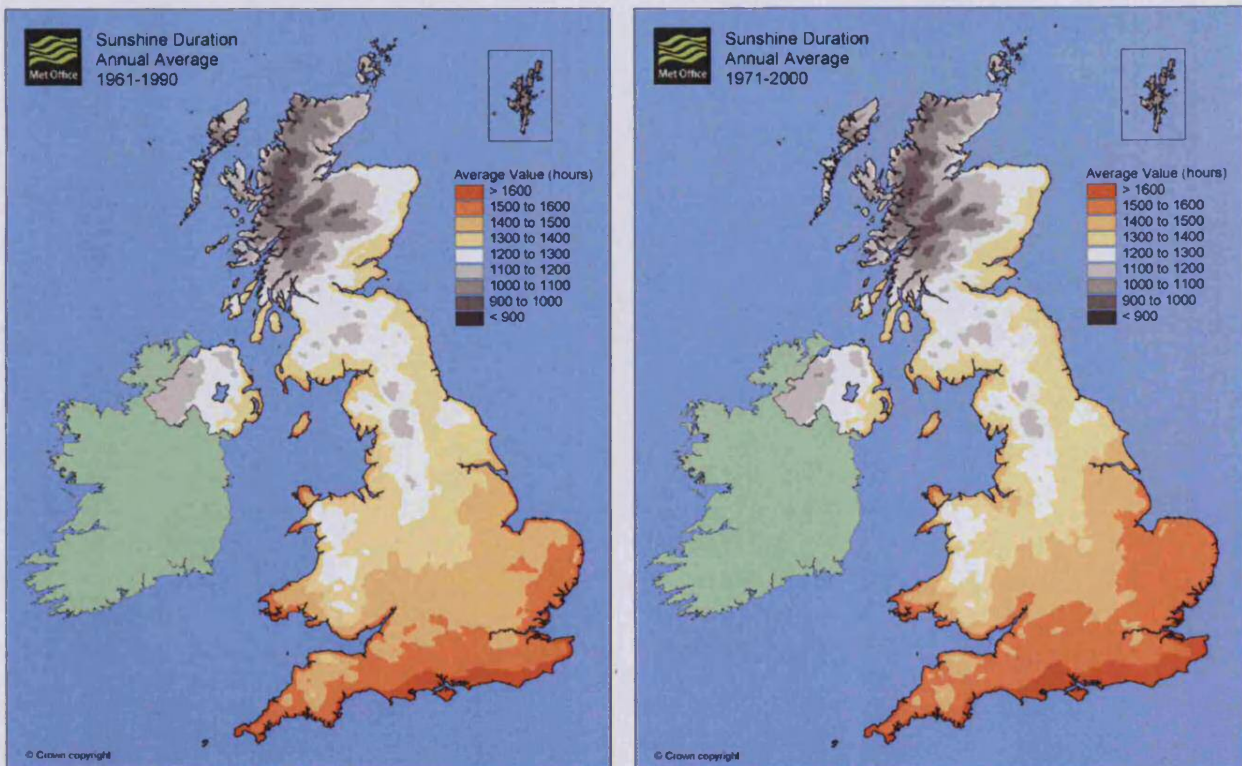 Met Office
Sunshine Duration
Annual Average
1961-1990
Average Value (hours)
> 1600
1500 to 1600
1400 to 1500
1300 to 1400
1200 to 1300
1100 to 1200
1000 to 1100
900 to 1000
< 900
© Crown copyright
Met Office
Sunshine Duration
Annual Average
1971-2000
Average Value (hours)
> 1600
1500 to 1600
1400 to 1500
1300 to 1400
1200 to 1300
1100 to 1200
1000 to 1100
900 to 1000
< 900
© Crown copyright